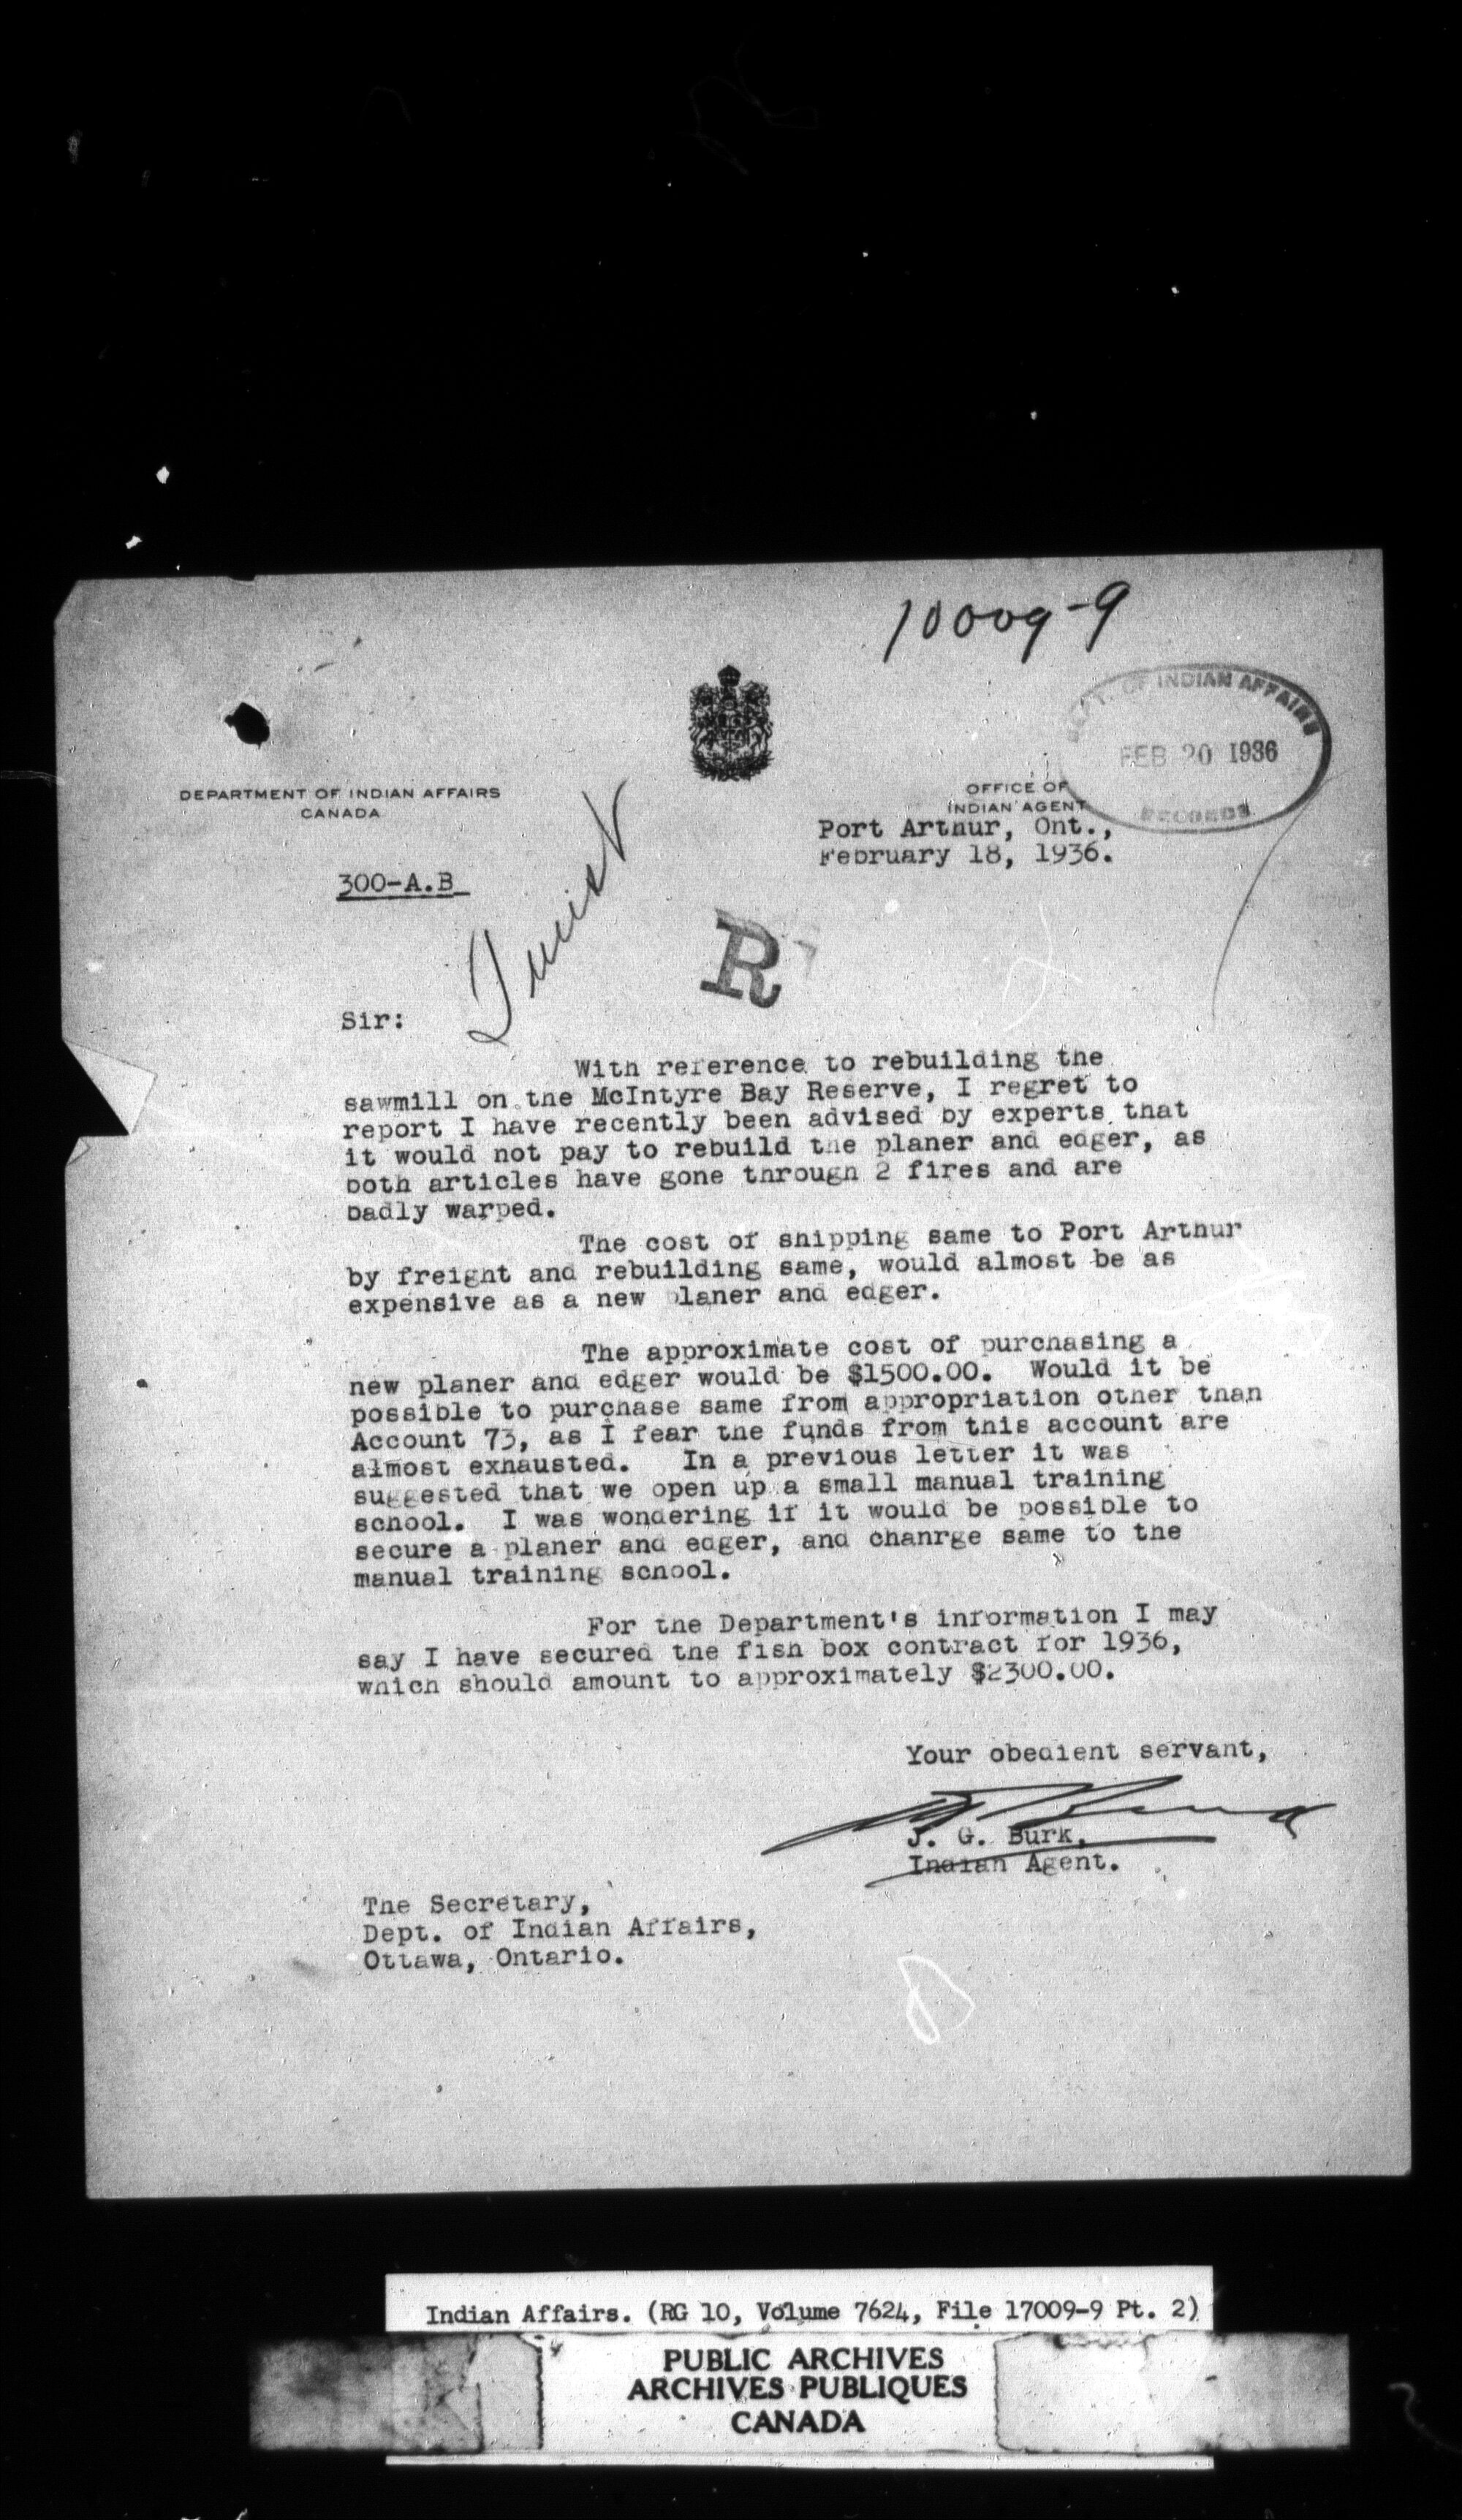 10009-9
DEPT. OF INDIAN AFFAIRS
FEB 20 1936
RECORDS
DEPARTMENT OF INDIAN AFFAIRS
CANADA
OFFICE OF
INDIAN AGENT
Port Arthur, Ont.,
February 18, 1936.
300-A.B
R
Sir:
With reference to rebuilding the
sawmill on the McIntyre Bay Reserve, I regret to
report I have recently been advised by experts that
it would not pay to rebuild the planer and edger, as
both articles have gone through 2 fires and are
badly warped.
The cost of shipping same to Port Arthur
by freight and rebuilding same, would almost be as
expensive as a new planer and edger.
The approximate cost of purchasing a
new planer and edger would be $1500.00. Would it be
possible to purchase same from appropriation other than
Account 73, as I fear the funds from this account are
almost exhausted. In a previous letter it was
suggested that we open up a small manual training
school. I was wondering if it would be possible to
secure a planer and edger, and chanrge same to the
manual training school.
For the Department's information I may
say I have secured the fish box contract for 1936,
which should amount to approximately $2300.00.
Your obedient servant,
J. G. Burk,
Indian Agent.
The Secretary,
Dept. of Indian Affairs,
Ottawa, Ontario.
Indian Affairs. (RG 10, Volume 7624, File 17009-9 Pt. 2)
PUBLIC ARCHIVES
ARCHIVES PUBLIQUES
CANADA